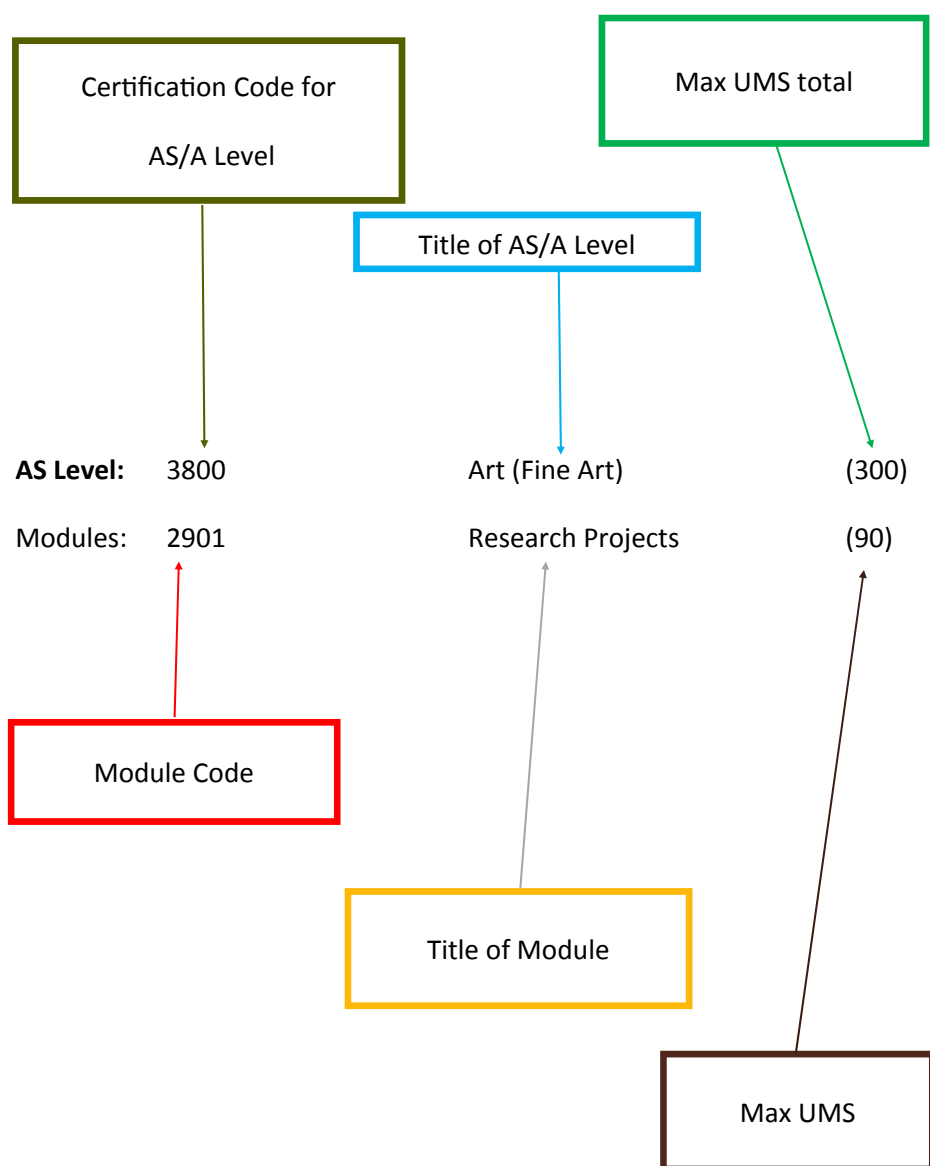 Certification Code for
AS/A Level
Max UMS total
Title of AS/A Level
AS Level: 3800 Art (Fine Art) (300)
Modules: 2901 Research Projects (90)
Module Code
Title of Module
Max UMS